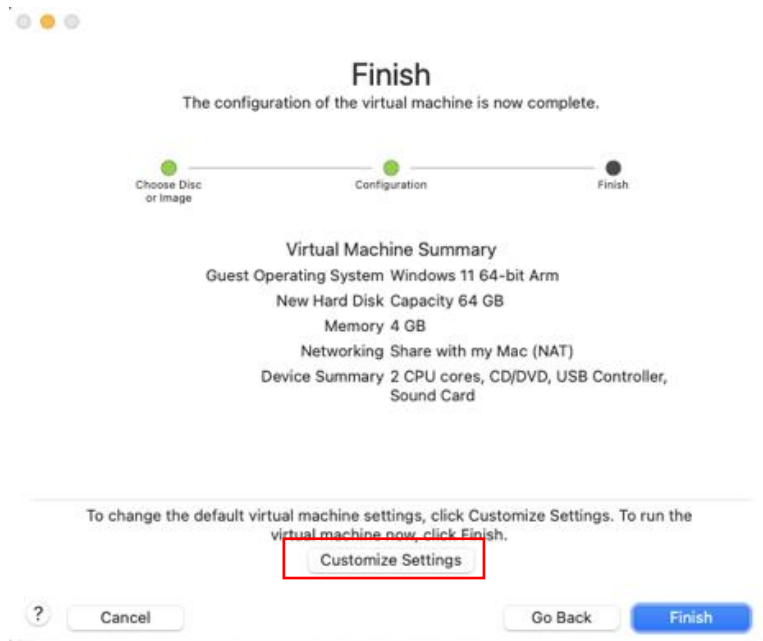 Finish
The configuration of the virtual machine is now complete.
Choose Disc
or Image
Configuration
Finish
Virtual Machine Summary
Guest Operating System Windows 11 64-bit Arm
New Hard Disk Capacity 64 GB
Memory 4 GB
Networking Share with my Mac (NAT)
Device Summary 2 CPU cores, CD/DVD, USB Controller,
Sound Card
To change the default virtual machine settings, click Customize Settings. To run the
virtual machine now, click Finish.
Customize Settings
? Cancel Go Back Finish